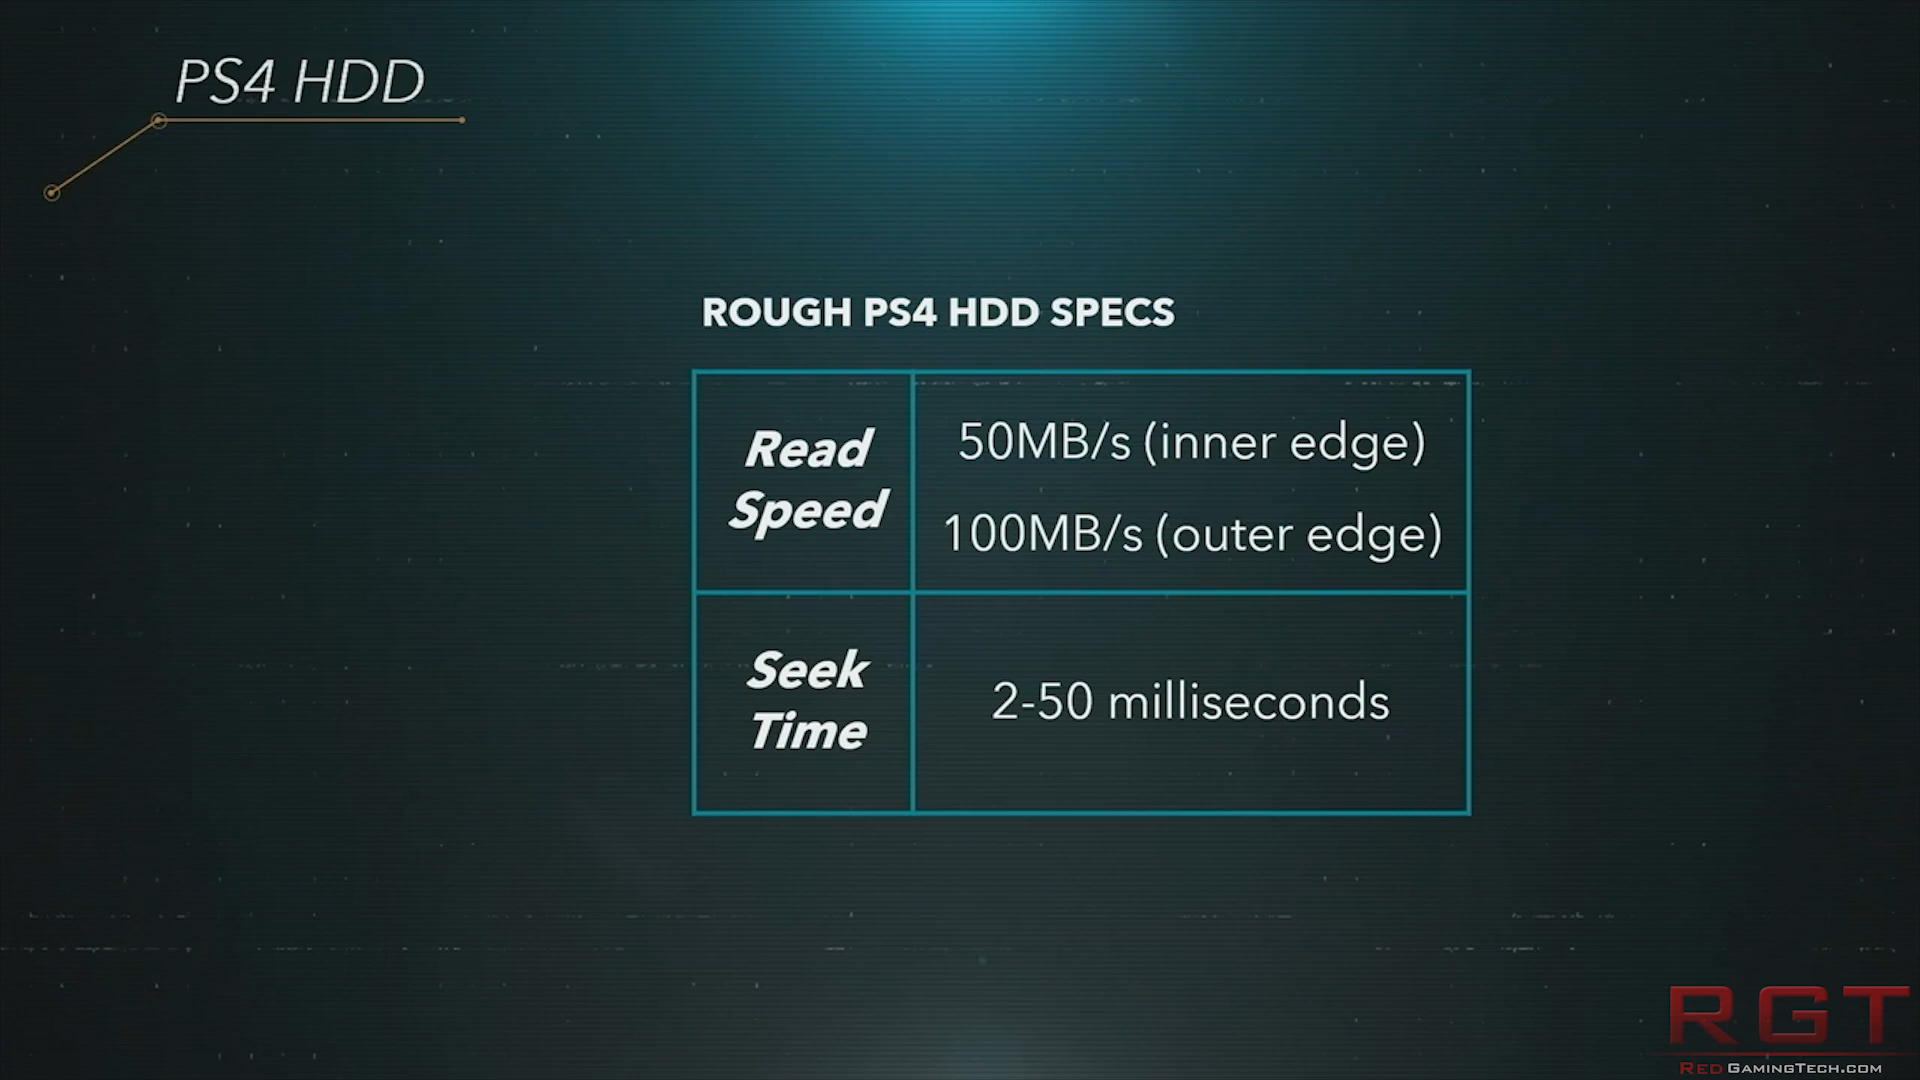 PS4 HDD
ROUGH PS4 HDD SPECS
Read
Speed
50MB/s (inner edge)
100MB/s (outer edge)
Seek
Time
2-50 milliseconds
RGT
REDGAMINGTECH.COM